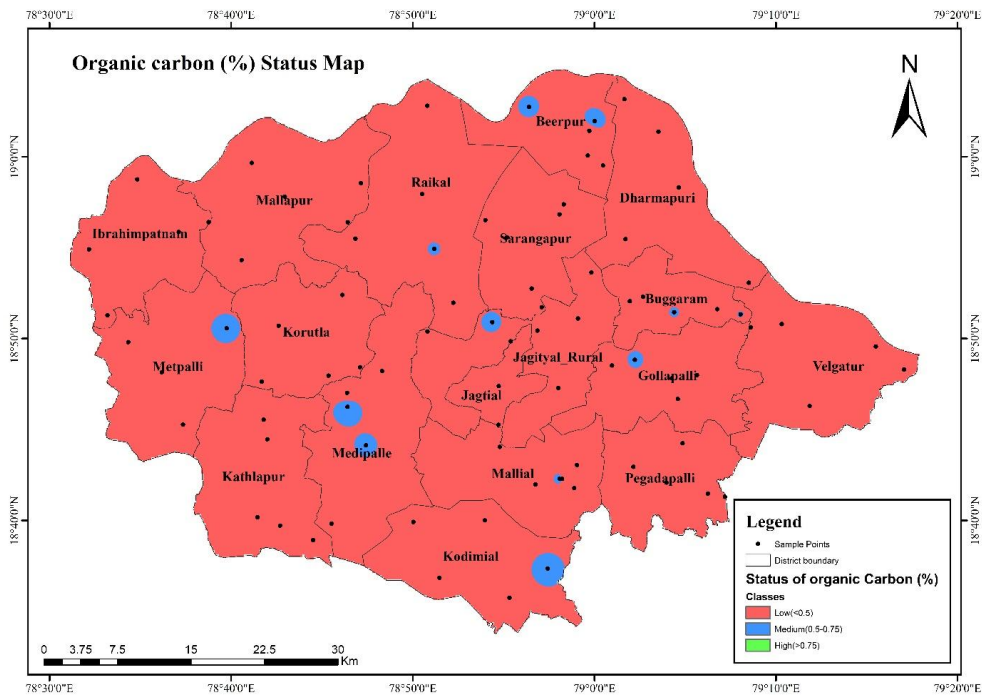 78°30'0"E 78°40'0"E 78°50'0"E 79°0'0"E 79°10'0"E 79°20'0"E
Organic carbon (%) Status Map
N
Beerpur
19°0'0"N 19°0'0"N
Raikal
Mallapur
Dharmapuri
Ibrahimpatnam
Sarangapur
Buggaram
18°50'0"N 18°50'0"N
Korutla
Jagityal_Rural
Metpalli
Velgatur
Gollapalli
Jagtial
Medipalle
Kathlapur
Mallial
Pegadapalli
18°40'0"N 18°40'0"N
Kodimial
Legend
Sample Points
District boundary
Status of organic Carbon (%)
Classes
Low(<0.5)
Medium(0.5-0.75)
High(>0.75)
0 3.75 7.5 15 22.5 30
Km
78°30'0"E 78°40'0"E 78°50'0"E 79°0'0"E 79°10'0"E 79°20'0"E